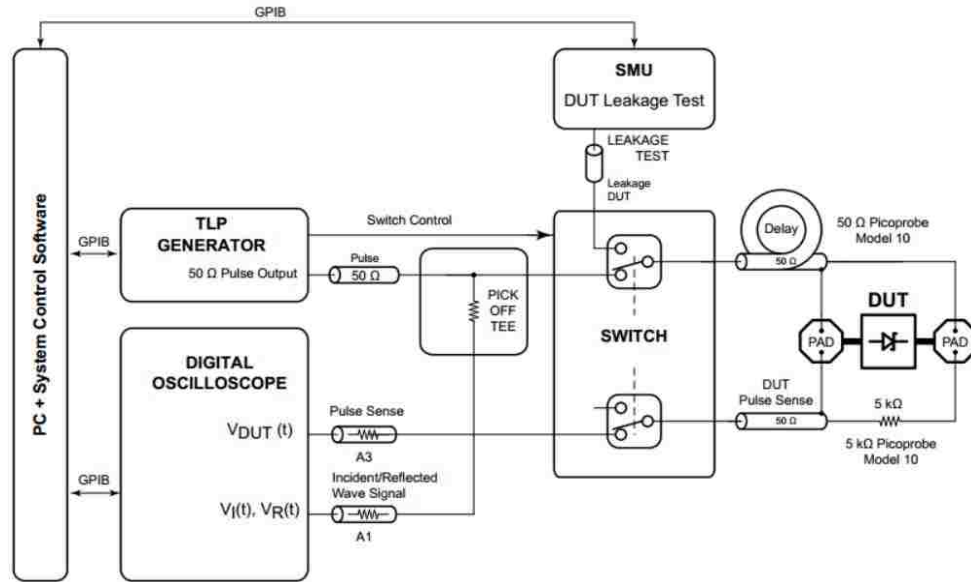 GPIB
SMU
DUT Leakage Test
LEAKAGE
TEST
Leakage
DUT
PC + System Control Software
GPIB
TLP
GENERATOR
50 Ω Pulse Output
Switch Control
Pulse
50 Ω
PICK
OFF
TEE
SWITCH
Delay
50 Ω
50 Ω Picoprobe
Model 10
DUT
PAD
PAD
DUT
Pulse Sense
50 Ω
5 kΩ
5 kΩ Picoprobe
Model 10
GPIB
DIGITAL
OSCILLOSCOPE
VDUT (t)
Pulse Sense
A3
Incident/Reflected
Wave Signal
VI(t), VR(t)
A1